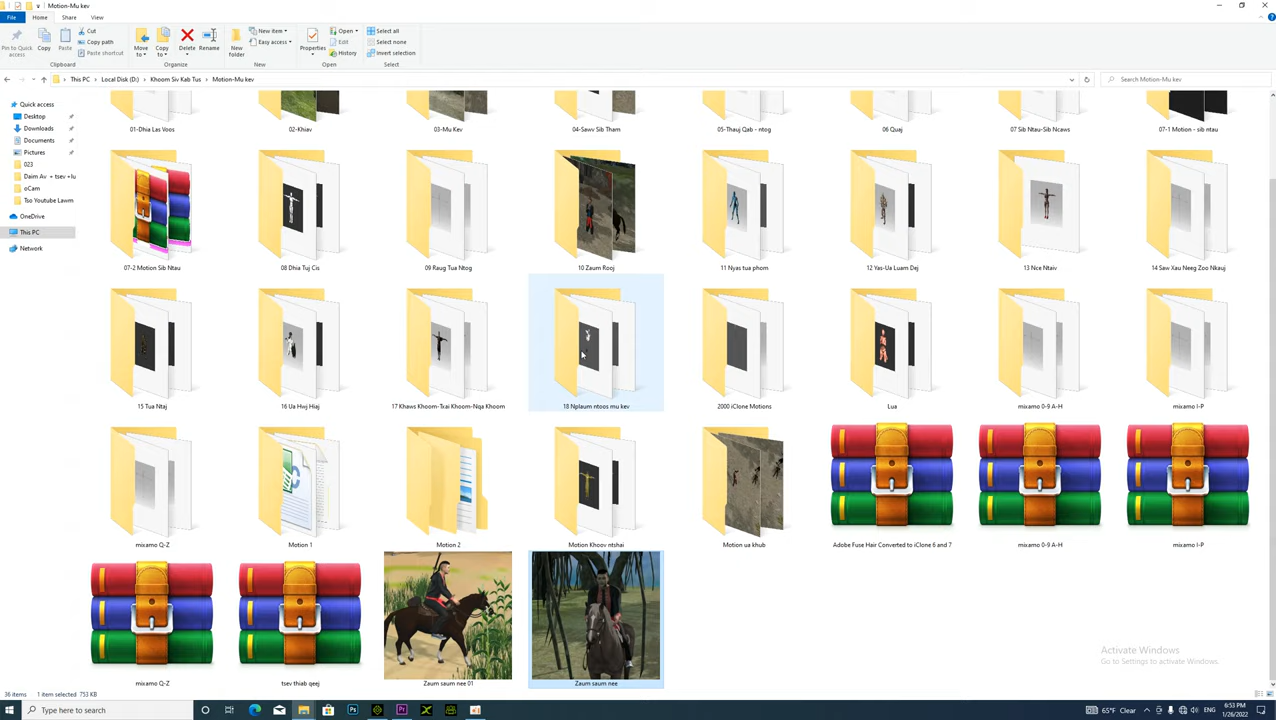 Motion-Mu kev
File Home Share View
Pin to Quick access
Copy
Paste
Cut
Copy path
Paste shortcut
Clipboard
Move to
Copy to
Delete
Rename
Organize
New folder
New item
Easy access
New
Properties
Open
Edit
History
Open
Select all
Select none
Invert selection
Select
This PC > Local Disk (D:) > Khoom Siv Kab Tus > Motion-Mu kev
Search Motion-Mu kev
Quick access
Desktop
Downloads
Documents
Pictures
023
Daim Av + tsev +lu
oCam
Tso Youtube Lawm
OneDrive
This PC
Network
01-Dhia Las Voos
02-Khiav
03-Mu Kev
04-Sawv Sib Tham
05-Thauj Qab - ntog
06 Quaj
07 Sib Ntau-Sib Ncaws
07-1 Motion - sib ntau
07-2 Motion Sib Ntau
08 Dhia Tuj Cis
09 Raug Tua Ntog
10 Zaum Rooj
11 Nyas tua phom
12 Yas-Ua Luam Dej
13 Nce Ntaiv
14 Saw Xau Neeg Zoo Nkauj
15 Tua Ntaj
16 Ua Hwj Hiaj
17 Khaws Khoom-Txai Khoom-Nqa Khoom
18 Nplaum ntoos mu kev
2000 iClone Motions
Lua
mixamo 0-9 A-H
mixamo I-P
mixamo Q-Z
Motion 1
Motion 2
Motion Khoov ntshai
Motion ua khub
Adobe Fuse Hair Converted to iClone 6 and 7
mixamo 0-9 A-H
mixamo I-P
mixamo Q-Z
tsev thiab qeej
Zaum saum nee 01
Zaum saum nee
Activate Windows
Go to Settings to activate Windows.
36 items 1 item selected 753 KB
Type here to search
65°F Clear
ENG
6:53 PM
1/26/2022